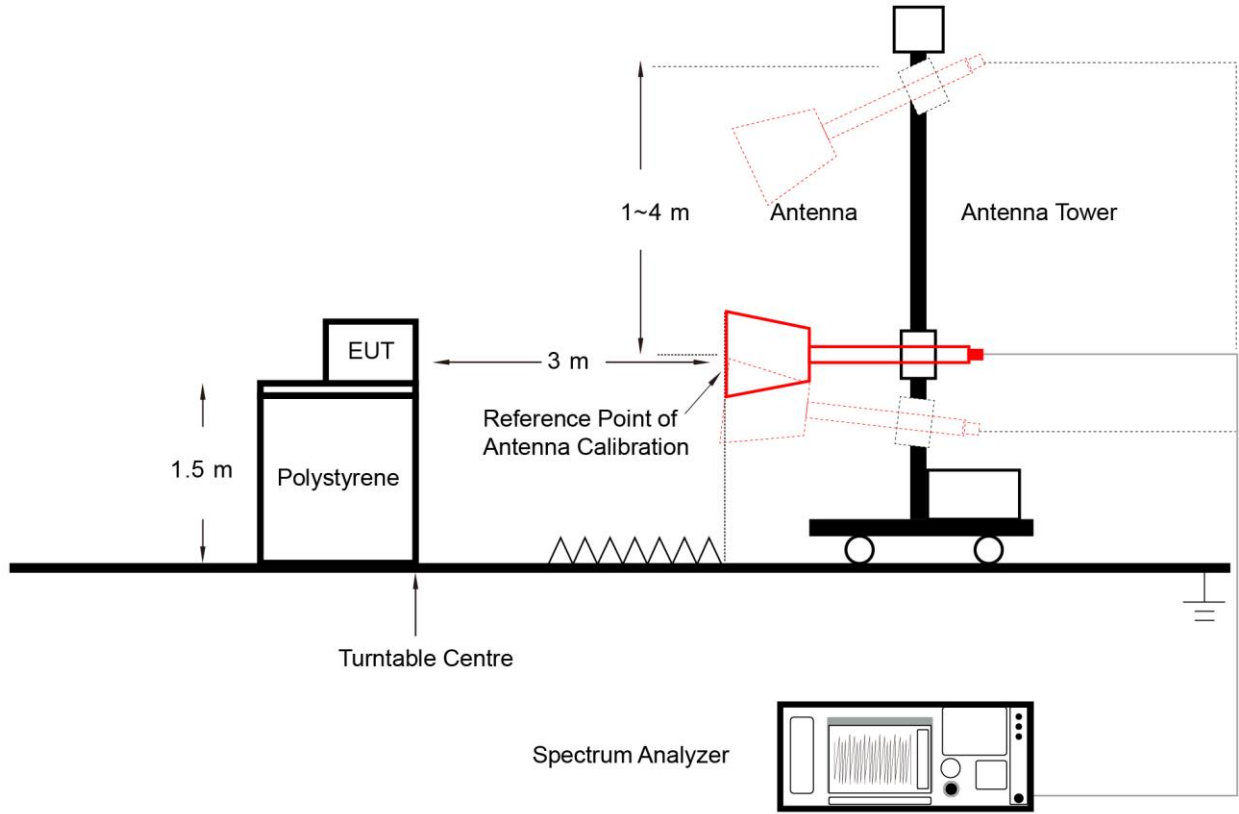 1~4 m
Antenna
Antenna Tower
EUT
3 m
Reference Point of
Antenna Calibration
1.5 m
Polystyrene
Turntable Centre
Spectrum Analyzer